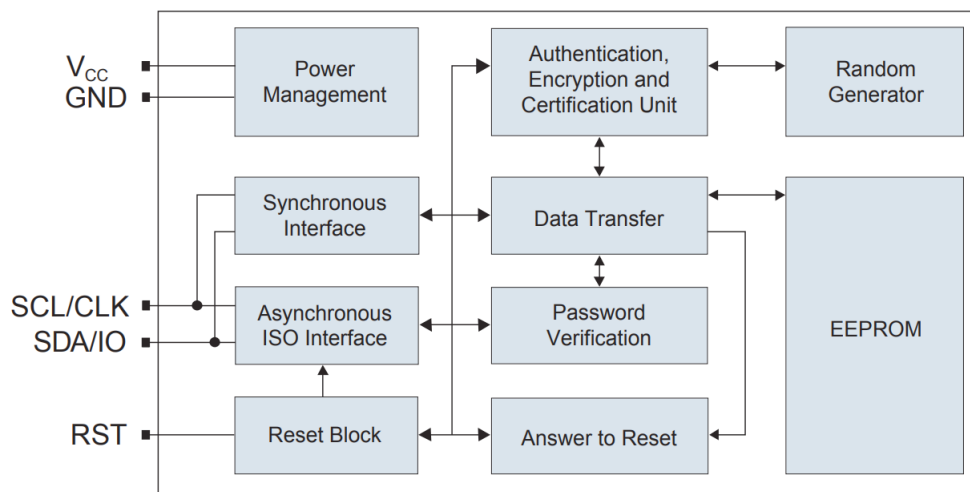 V_CC
GND
Power
Management
Authentication,
Encryption and
Certification Unit
Random
Generator
Synchronous
Interface
Data Transfer
SCL/CLK
SDA/IO
Asynchronous
ISO Interface
Password
Verification
EEPROM
RST
Reset Block
Answer to Reset